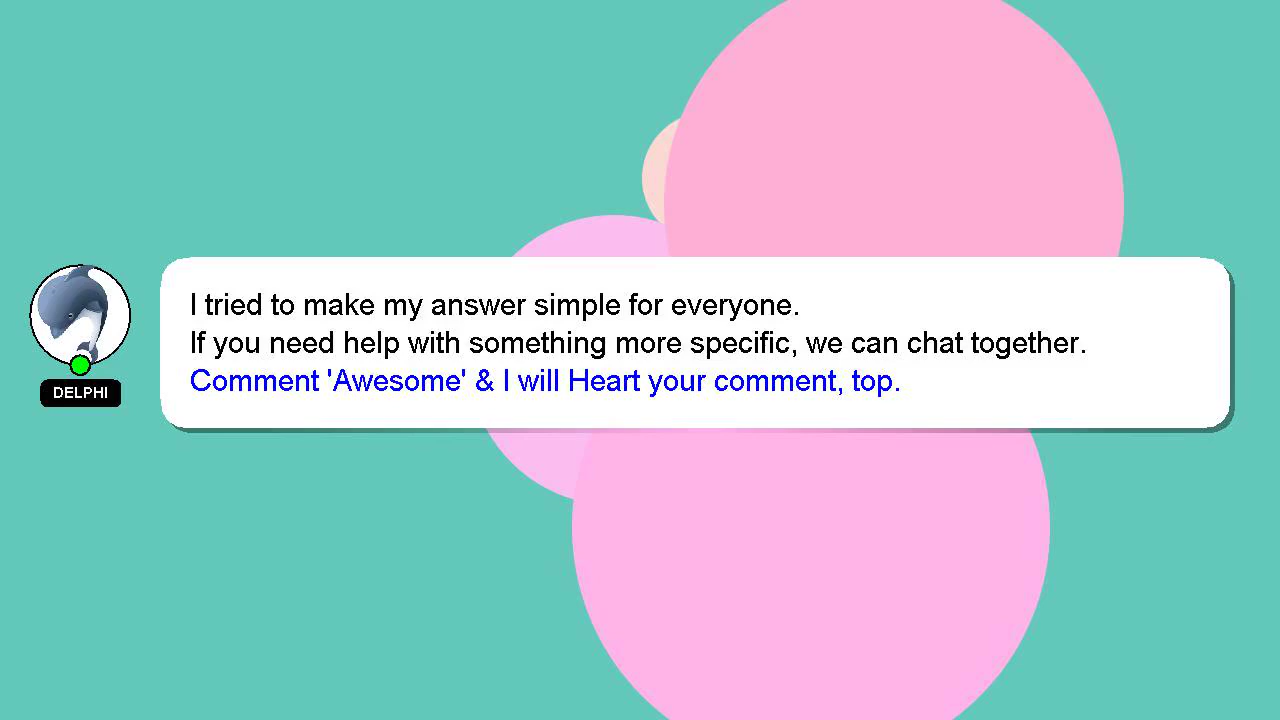 I tried to make my answer simple for everyone.
If you need help with something more specific, we can chat together.
Comment 'Awesome' & I will Heart your comment, top.
DELPHI